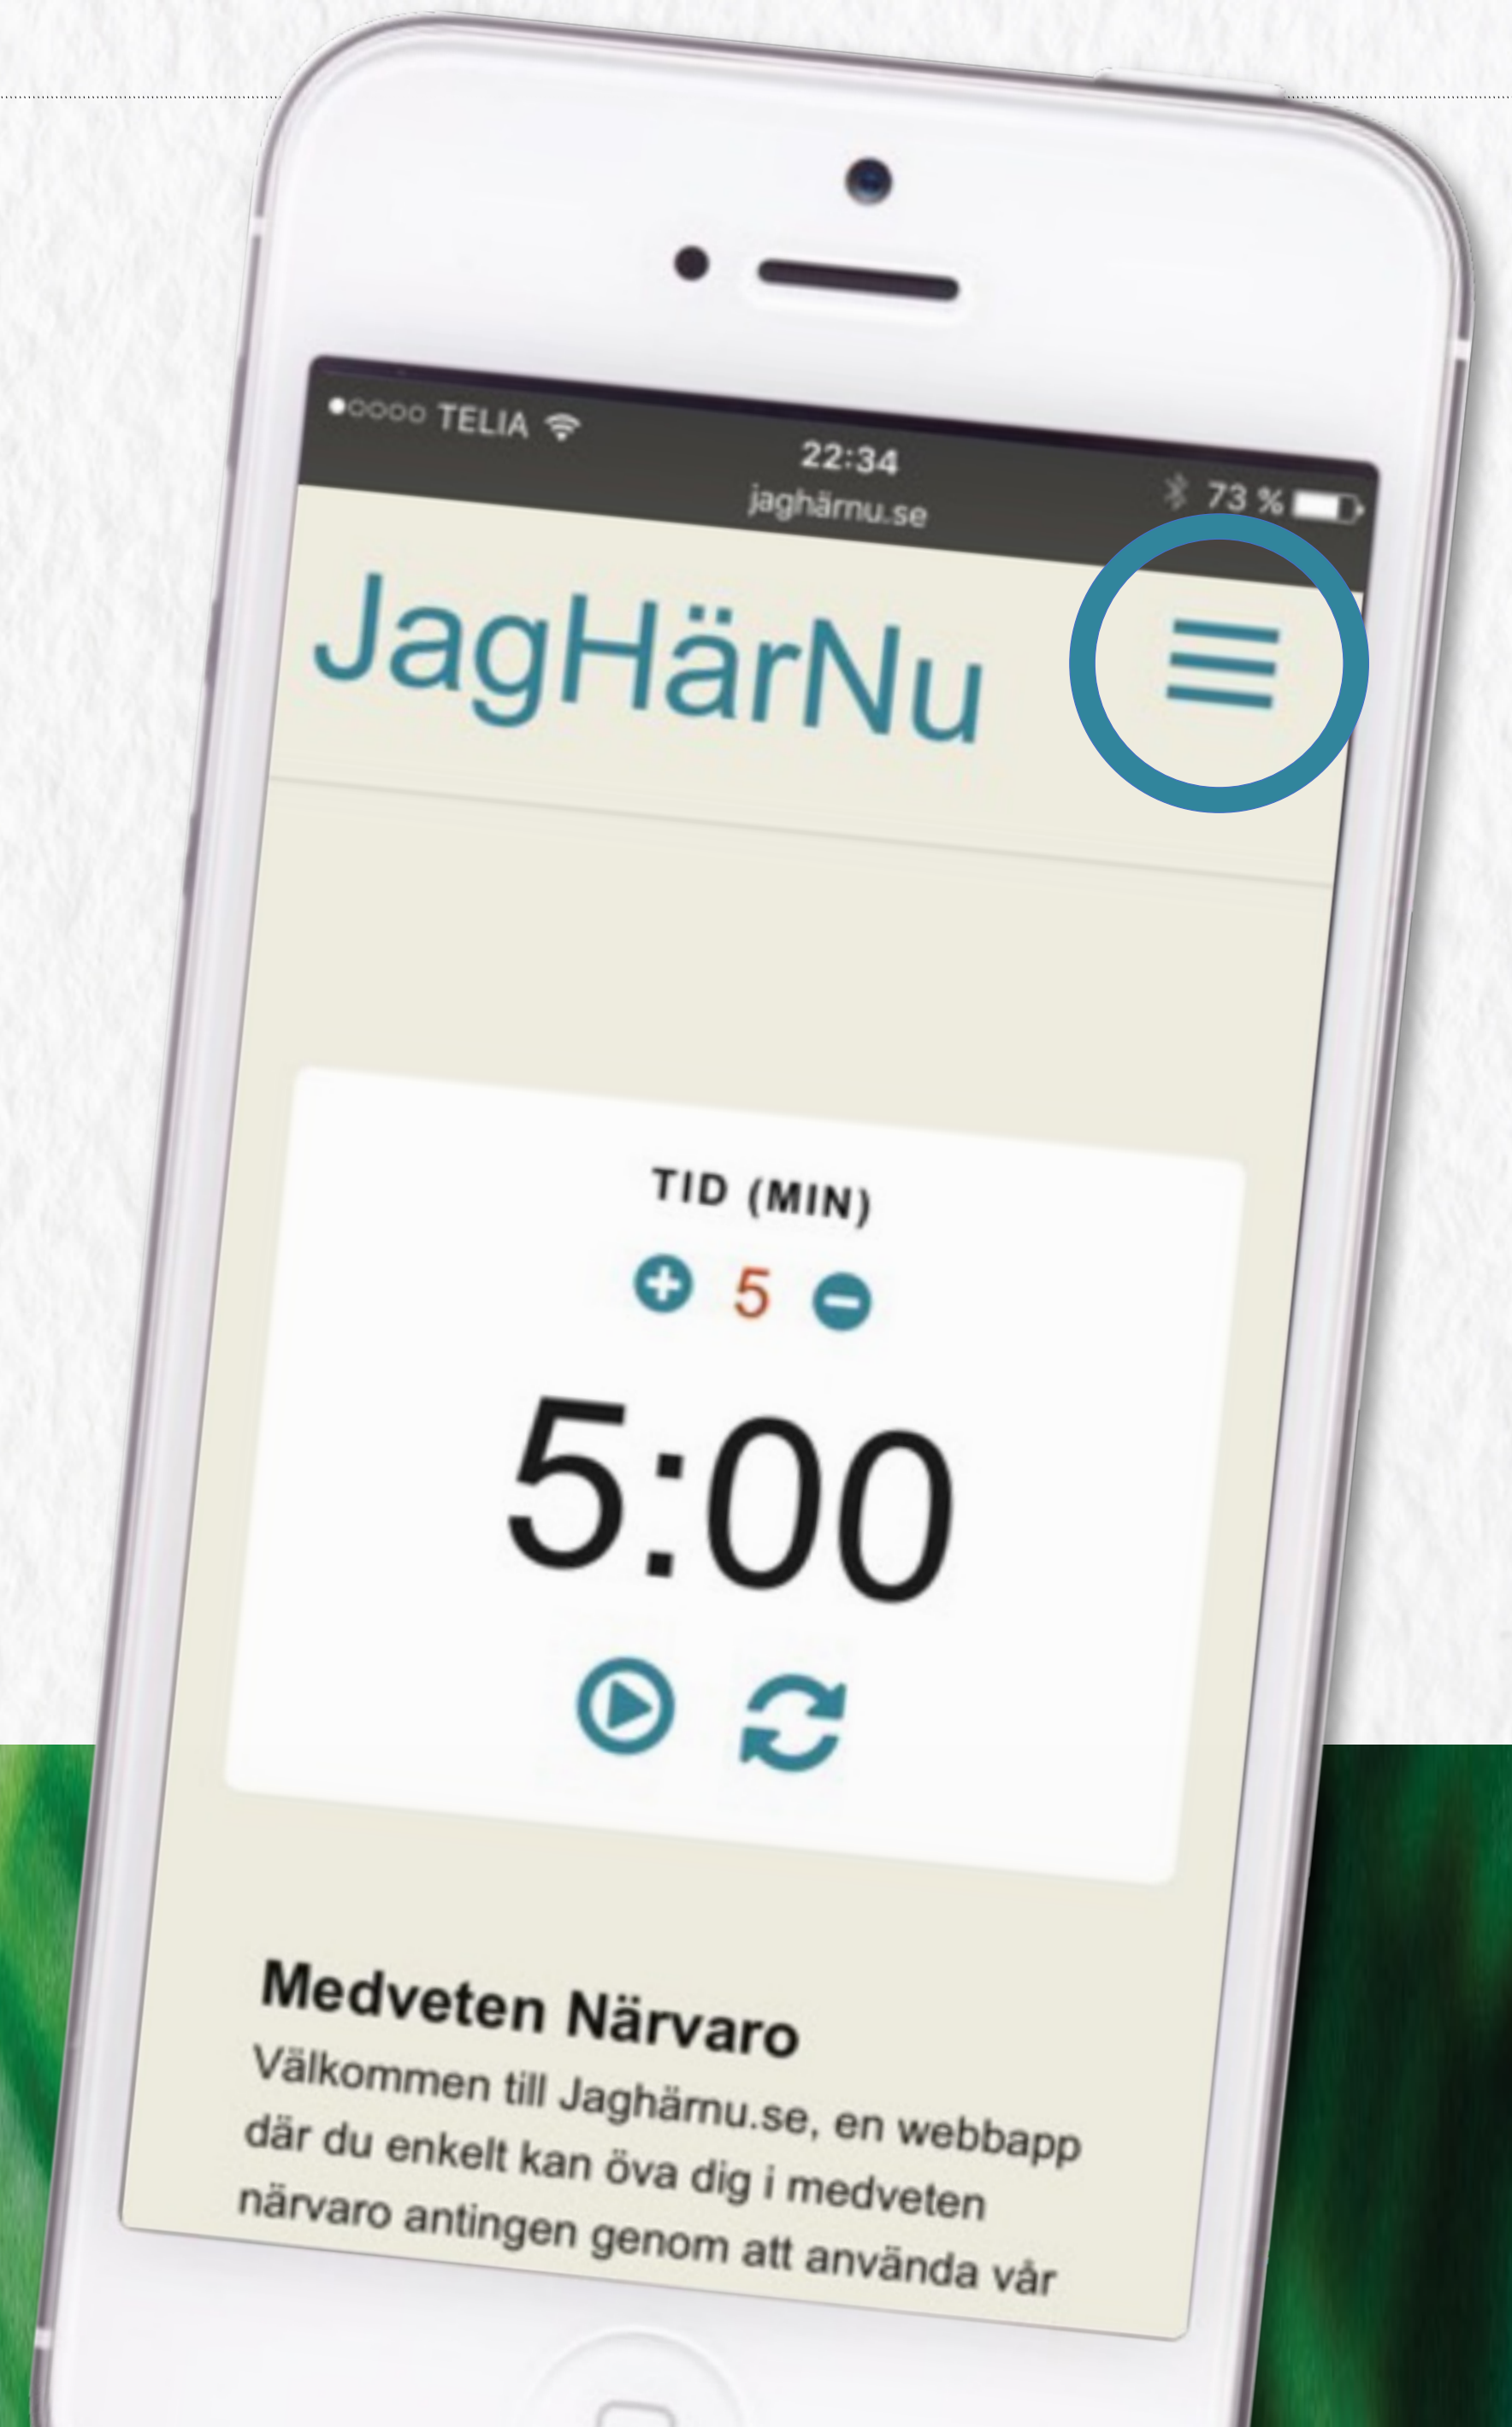 TELIA
22:34
73 %
jaghärnu.se
JagHärNu
TID (MIN)
5
5:00
Medveten Närvaro
Välkommen till Jaghärnu.se, en webbapp
där du enkelt kan öva dig i medveten
närvaro antingen genom att använda vår